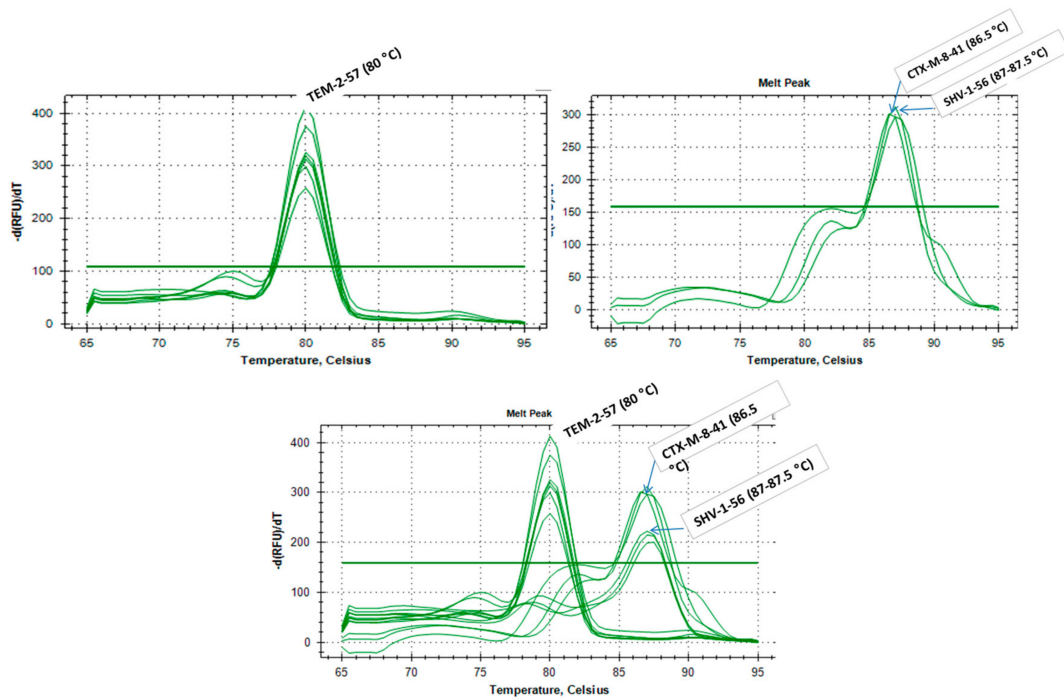 TEM-2-57 (80 °C)
400
300
200
100
0
-d(RFU)/dT
65 70 75 80 85 90 95
Temperature, Celsius
CTX-M-8-41 (86.5 °C)
SHV-1-56 (87-87.5 °C)
Melt Peak
300
250
200
150
100
50
0
65 70 75 80 85 90 95
Temperature, Celsius
Melt Peak
TEM-2-57 (80 °C)
CTX-M-8-41 (86.5
°C)
SHV-1-56 (87-87.5 °C)
400
300
200
100
0
-d(RFU)/dT
65 70 75 80 85 90 95
Temperature, Celsius